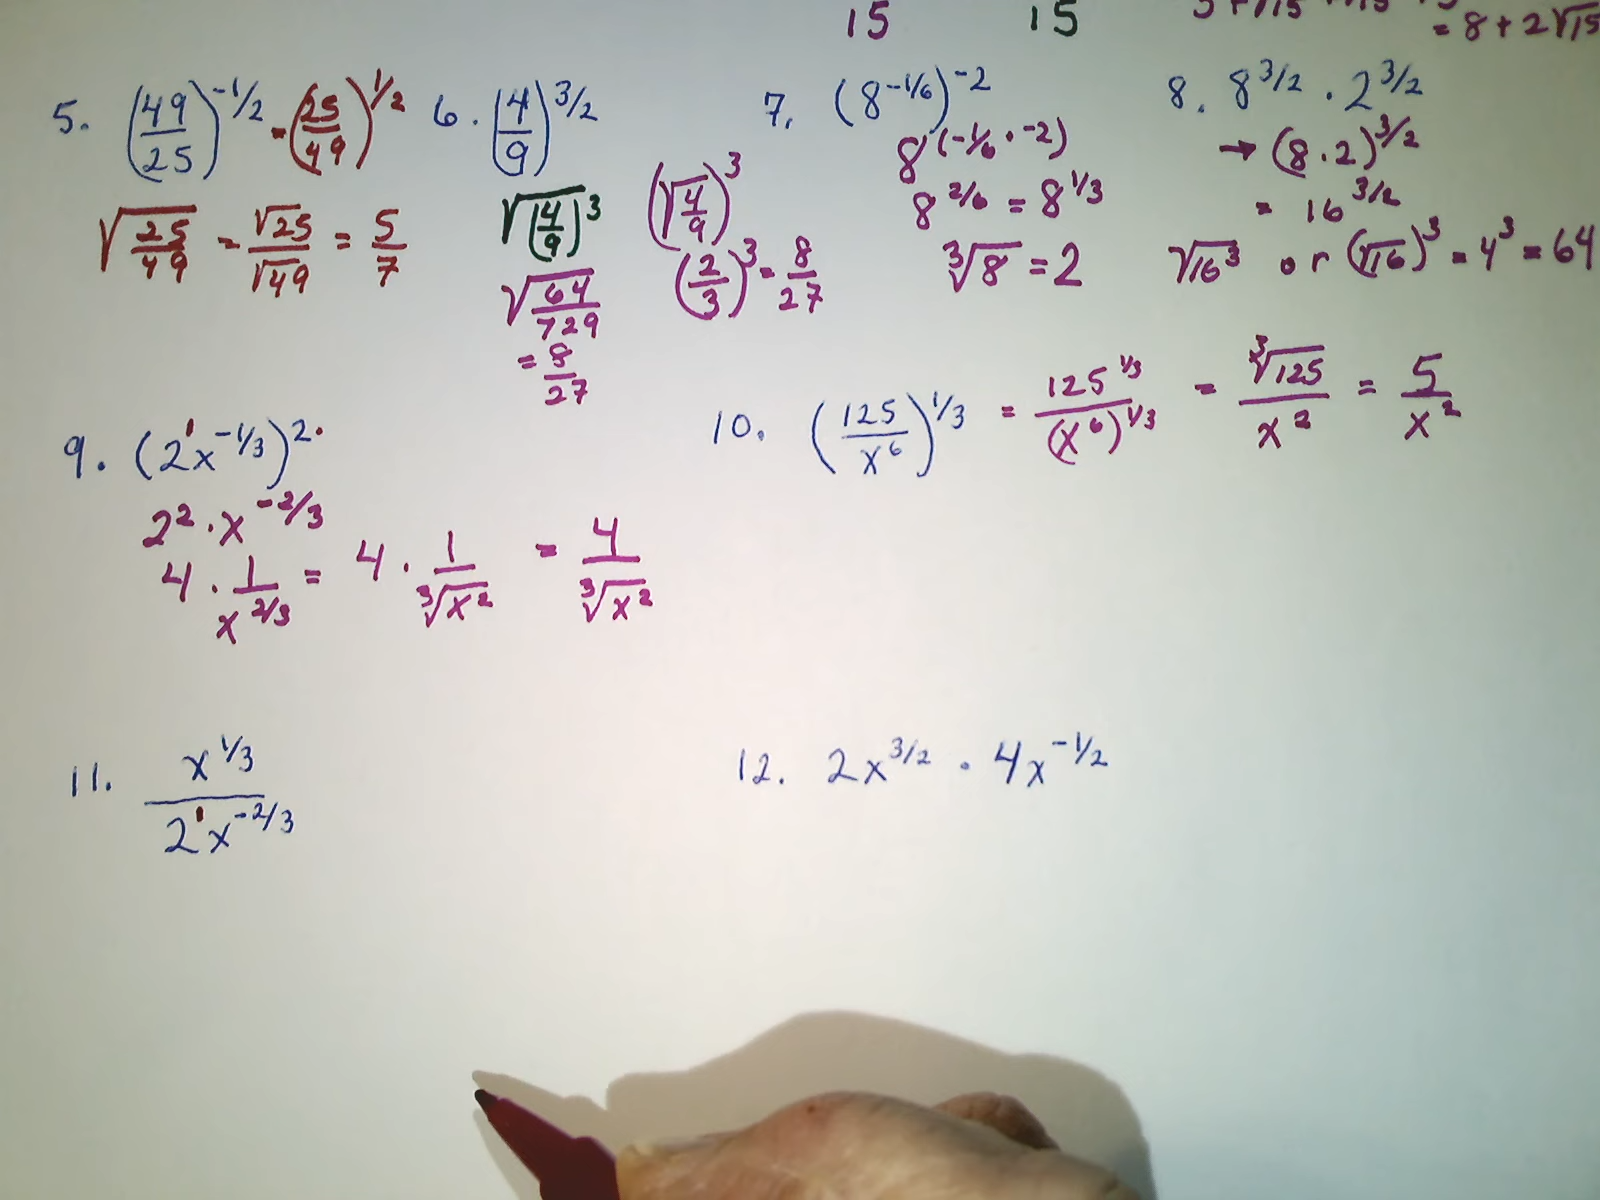 15 15 = 8 + 2√15
5. (49/25)^-1/2 = (25/49)^1/2
√(25/49) = √25/√49 = 5/7
6. (4/9)^3/2
√(4/9)^3
√(64/729)
= 8/27
(√(4/9))^3
(2/3)^3 = 8/27
7. (8^-1/6)^-2
8^(-1/6 · -2)
8^2/6 = 8^1/3
∛8 = 2
8. 8^3/2 · 2^3/2
→ (8 · 2)^3/2
= 16^3/2
√16^3 or (√16)^3 = 4^3 = 64
9. (2^1x^-1/3)^2
2^2 · x^-2/3
4 · 1/x^2/3 = 4 · 1/∛x^2 = 4/∛x^2
10. (125/x^6)^1/3 = 125^1/3/(x^6)^1/3 = ∛125/x^2 = 5/x^2
11. x^1/3/2^1x^-2/3
12. 2x^3/2 · 4x^-1/2